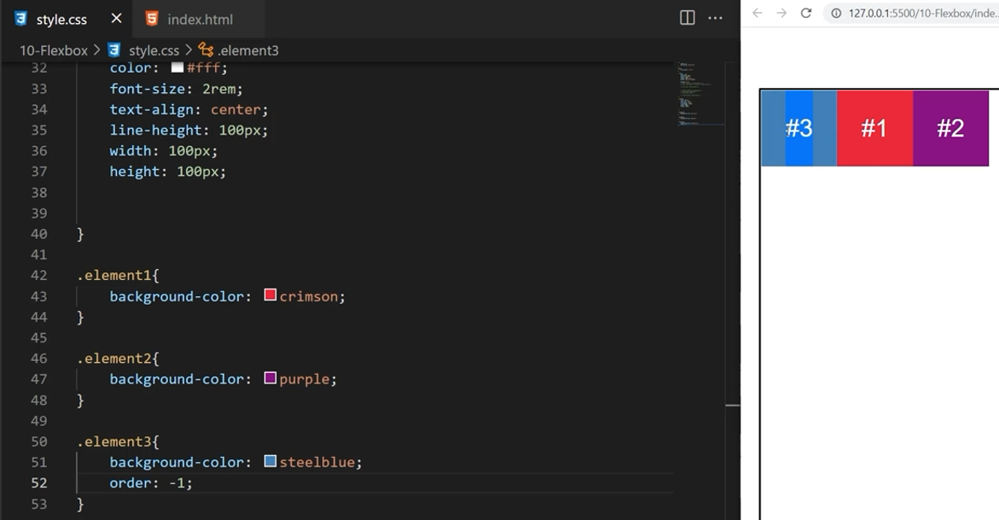 style.css × index.html ···
10-Flexbox > style.css > .element3
32 color: #fff;
33 font-size: 2rem;
34 text-align: center;
35 line-height: 100px;
36 width: 100px;
37 height: 100px;
38
39
40 }
41
42 .element1{
43 background-color: crimson;
44 }
45
46 .element2{
47 background-color: purple;
48 }
49
50 .element3{
51 background-color: steelblue;
52 order: -1;
53 }
127.0.0.1:5500/10-Flexbox/inde...
#3 #1 #2